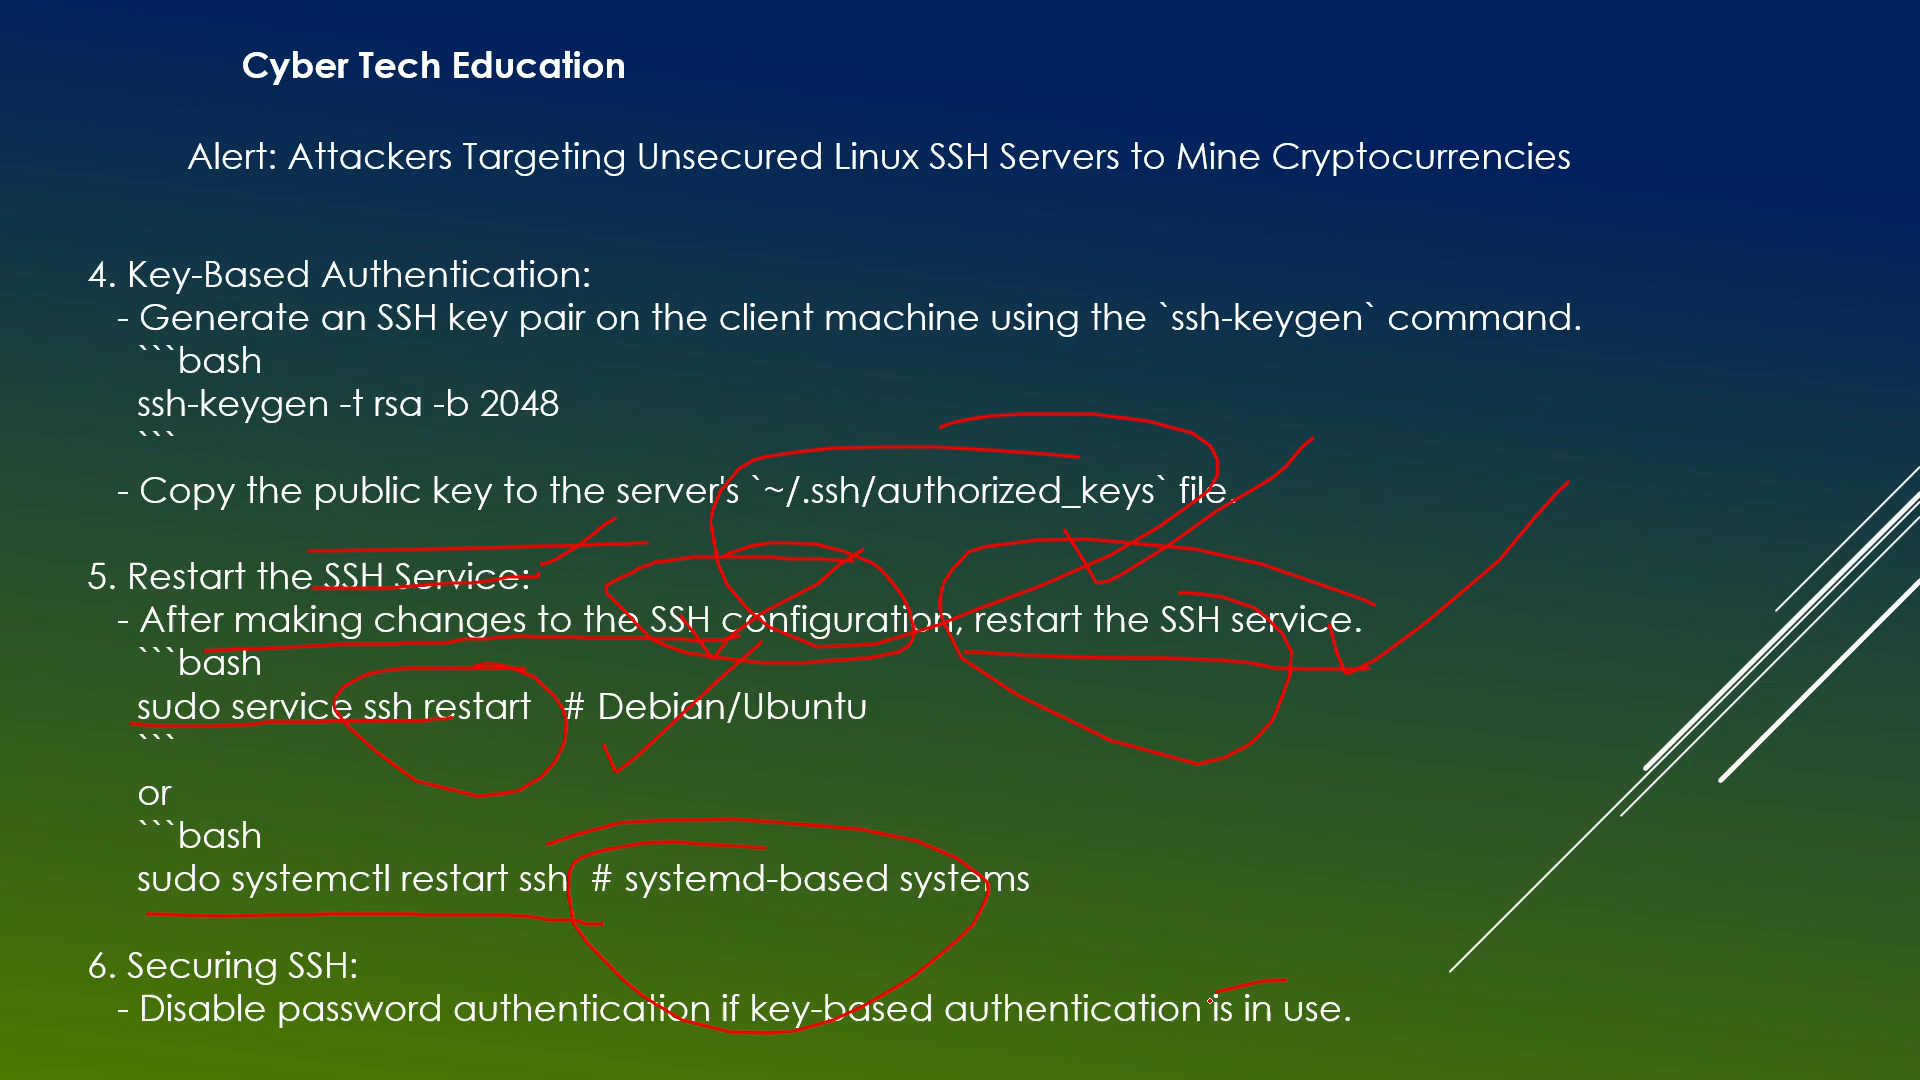 Cyber Tech Education
Alert: Attackers Targeting Unsecured Linux SSH Servers to Mine Cryptocurrencies
4. Key-Based Authentication:
- Generate an SSH key pair on the client machine using the `ssh-keygen` command.
```bash
ssh-keygen -t rsa -b 2048
```
- Copy the public key to the server's `~/.ssh/authorized_keys` file.
5. Restart the SSH Service:
- After making changes to the SSH configuration, restart the SSH service.
```bash
sudo service ssh restart # Debian/Ubuntu
```
or
```bash
sudo systemctl restart ssh # systemd-based systems
6. Securing SSH:
- Disable password authentication if key-based authentication is in use.